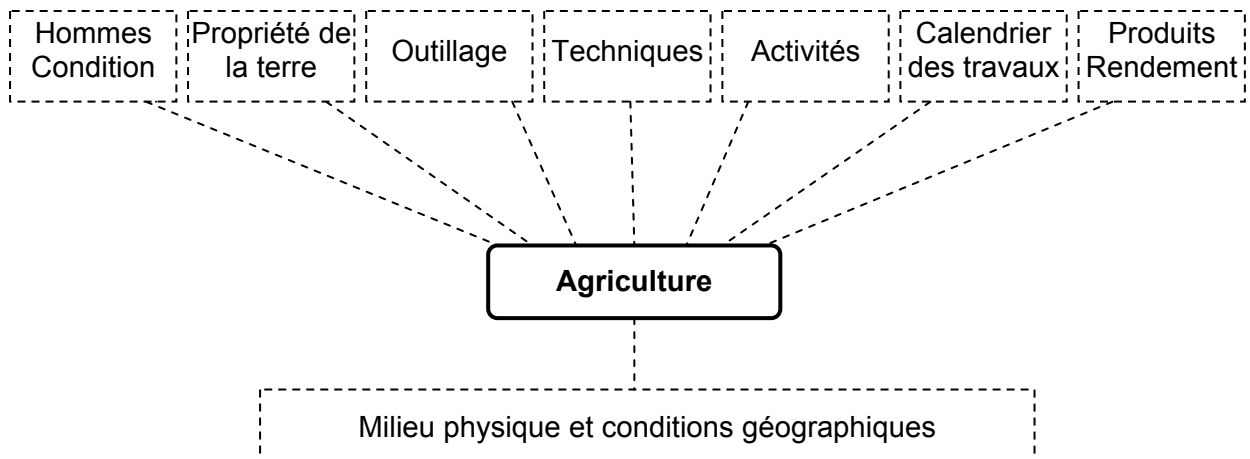 Hommes
Condition
Propriété de
la terre
Outillage
Techniques
Activités
Calendrier
des travaux
Produits
Rendement
Agriculture
Milieu physique et conditions géographiques